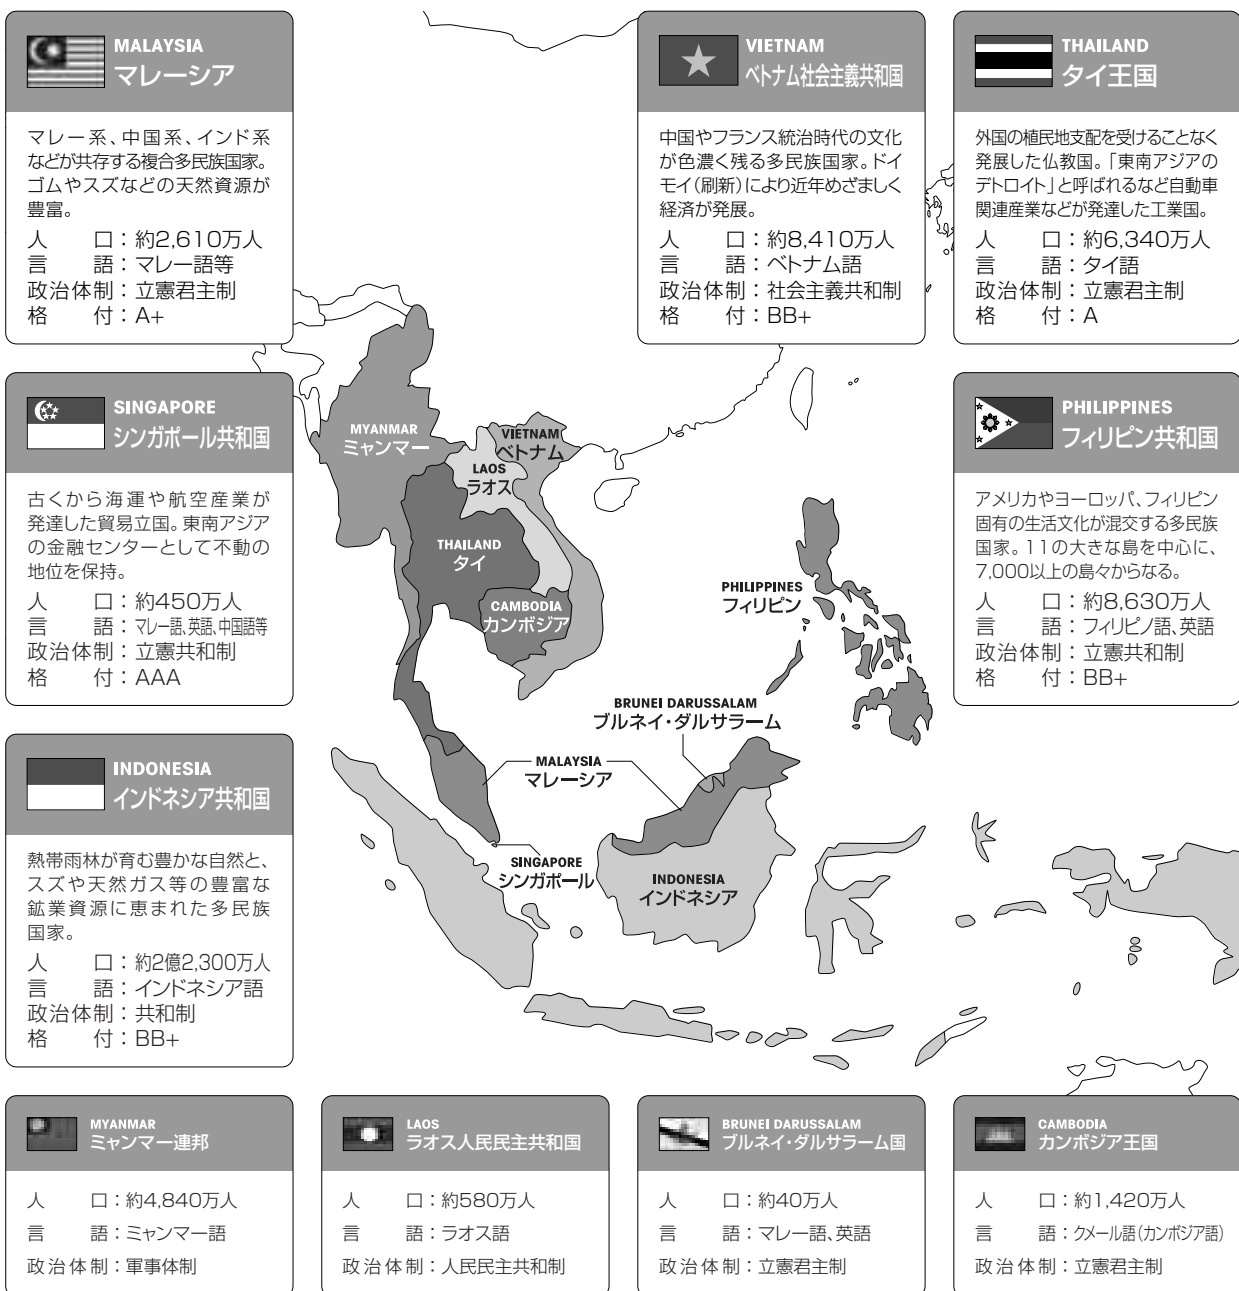 MALAYSIA
マレーシア
マレー系、中国系、インド系
などが共存する複合多民族国家。
ゴムやスズなどの天然資源が
豊富。
人　　口：約2,610万人
言　　語：マレー語等
政治体制：立憲君主制
格　　付：A+
VIETNAM
ベトナム社会主義共和国
中国やフランス統治時代の文化
が色濃く残る多民族国家。ドイ
モイ（刷新）により近年めざましく
経済が発展。
人　　口：約8,410万人
言　　語：ベトナム語
政治体制：社会主義共和制
格　　付：BB+
THAILAND
タイ王国
外国の植民地支配を受けることなく
発展した仏教国。「東南アジアの
デトロイト」と呼ばれるなど自動車
関連産業などが発達した工業国。
人　　口：約6,340万人
言　　語：タイ語
政治体制：立憲君主制
格　　付：A
SINGAPORE
シンガポール共和国
古くから海運や航空産業が
発達した貿易立国。東南アジア
の金融センターとして不動の
地位を保持。
人　　口：約450万人
言　　語：マレー語、英語、中国語等
政治体制：立憲共和制
格　　付：AAA
PHILIPPINES
フィリピン共和国
アメリカやヨーロッパ、フィリピン
固有の生活文化が混交する多民族
国家。11の大きな島を中心に、
7,000以上の島々からなる。
人　　口：約8,630万人
言　　語：フィリピノ語、英語
政治体制：立憲共和制
格　　付：BB+
INDONESIA
インドネシア共和国
熱帯雨林が育む豊かな自然と、
スズや天然ガス等の豊富な
鉱業資源に恵まれた多民族
国家。
人　　口：約2億2,300万人
言　　語：インドネシア語
政治体制：共和制
格　　付：BB+
MYANMAR
ミャンマー
VIETNAM
ベトナム
LAOS
ラオス
THAILAND
タイ
CAMBODIA
カンボジア
PHILIPPINES
フィリピン
BRUNEI DARUSSALAM
ブルネイ・ダルサラーム
MALAYSIA
マレーシア
SINGAPORE
シンガポール
INDONESIA
インドネシア
MYANMAR
ミャンマー連邦
人　　口：約4,840万人
言　　語：ミャンマー語
政治体制：軍事体制
LAOS
ラオス人民民主共和国
人　　口：約580万人
言　　語：ラオス語
政治体制：人民民主共和制
BRUNEI DARUSSALAM
ブルネイ・ダルサラーム国
人　　口：約40万人
言　　語：マレー語、英語
政治体制：立憲君主制
CAMBODIA
カンボジア王国
人　　口：約1,420万人
言　　語：クメール語（カンボジア語）
政治体制：立憲君主制